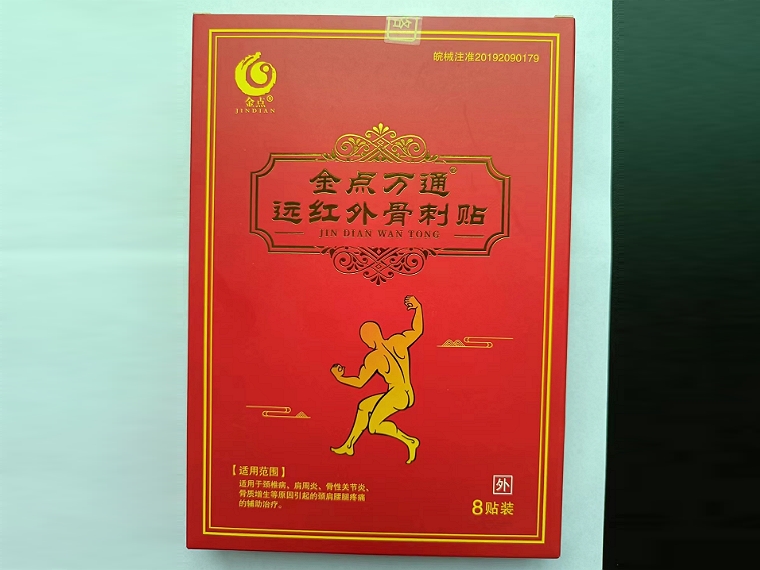 皖械注准20192090179
金点®
JINDIAN
金点万通®
远红外骨刺贴
JIN DIAN WAN TONG
【适用范围】
适用于颈椎病、肩周炎、骨性关节炎、
骨质增生等原因引起的颈肩腰腿疼痛
的辅助治疗。
外
8贴装